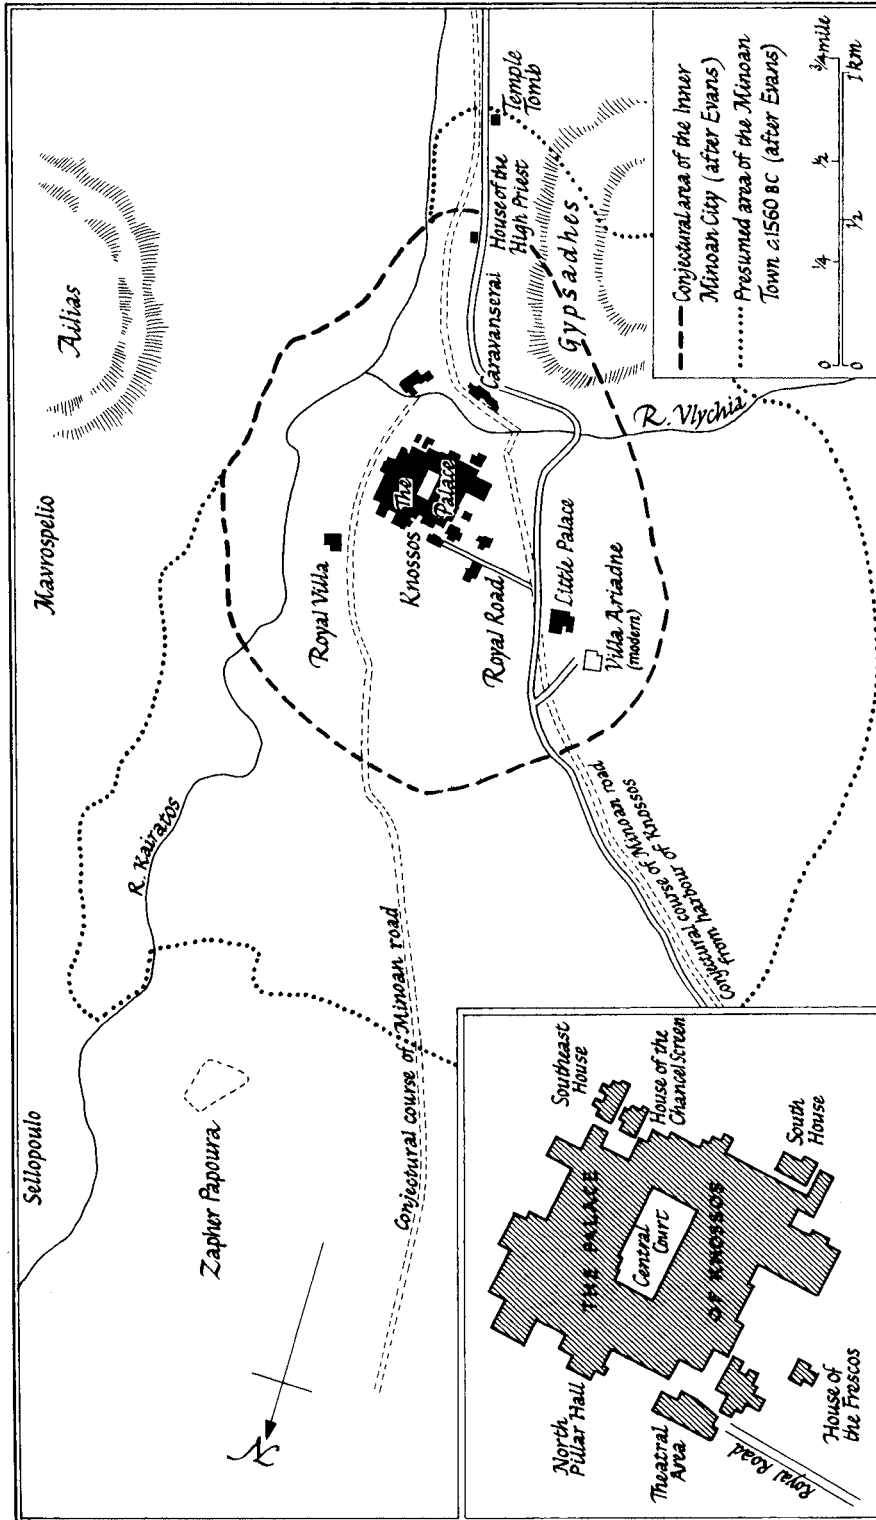 Sellopoulo
Mavrospelio
Ailias
R. Kairatos
Zapher Papoura
N
Conjectural course of Minoan road
Royal Villa
Knossos
The
Palace
Royal Road
Little Palace
Villa Ariadne
(modern)
Caravanserai
House of the
High Priest
Temple
Tomb
Gypsadhes
R. Vlychia
Conjectural course of Minoan road
from harbour of Knossos
Conjectural area of the Inner
Minoan City (after Evans)
Presumed area of the Minoan
Town c.1560 BC (after Evans)
0 1/4 1/2 3/4 mile
0 1/2 1 km
Southeast
House
House of the
Chancel Screen
South
House
THE PALACE
OF KNOSSOS
Central
Court
North
Pillar Hall
Theatral
Area
Royal Road
House of
the Frescos